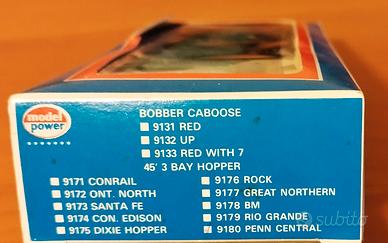 model
power
BOBBER CABOOSE
9131 RED
9132 UP
9133 RED WITH 7
45' 3 BAY HOPPER
9171 CONRAIL
9172 ONT. NORTH
9173 SANTA FE
9174 CON. EDISON
9175 DIXIE HOPPER
9176 ROCK
9177 GREAT NORTHERN
9178 BM
9179 RIO GRANDE
9180 PENN CENTRAL
subito